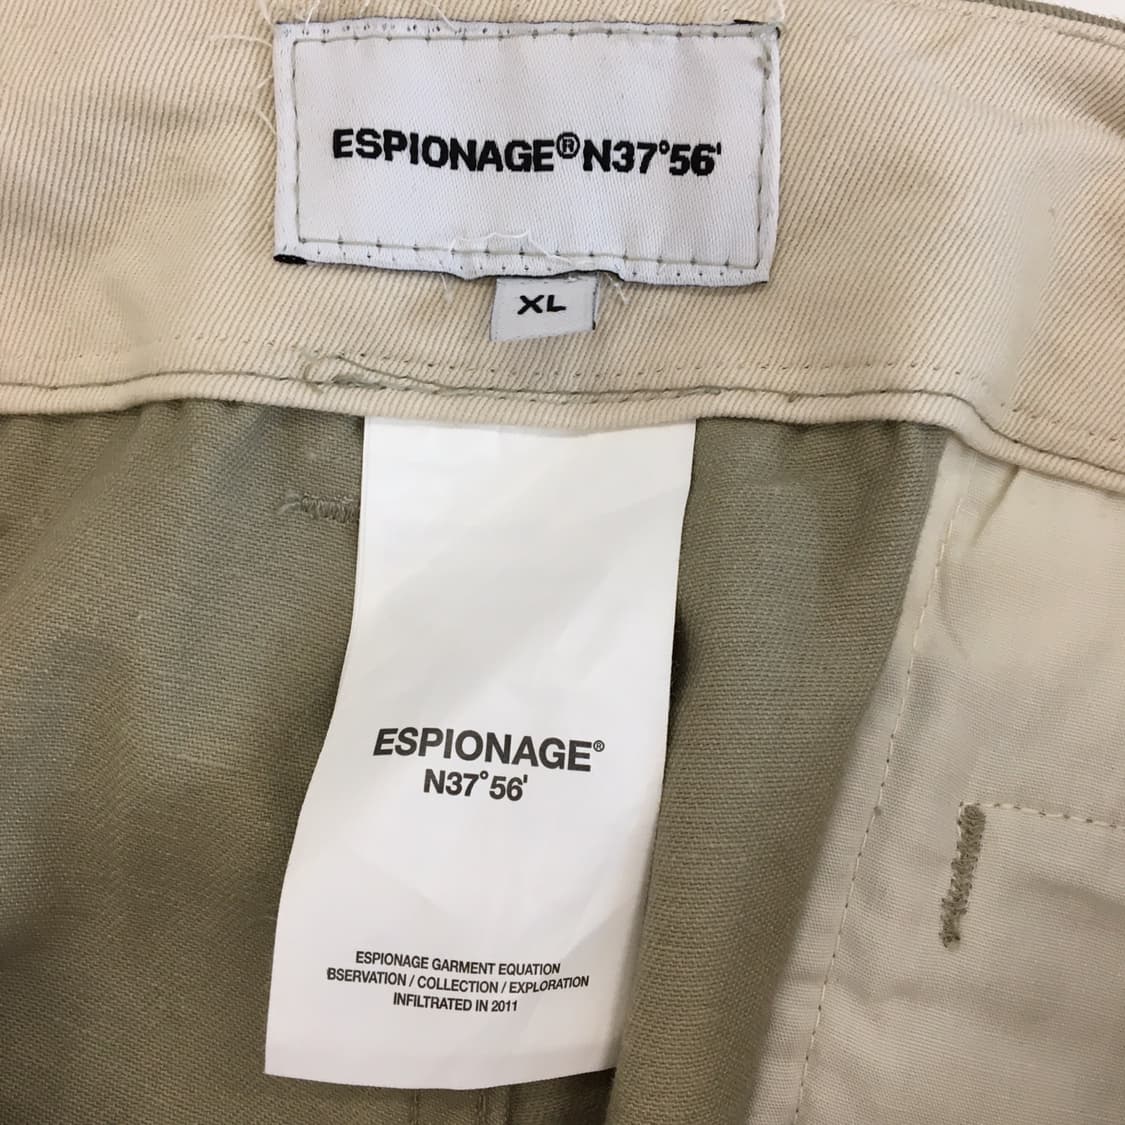 ESPIONAGE®N37°56'
XL
ESPIONAGE®
N37°56'
ESPIONAGE GARMENT EQUATION
BSERVATION / COLLECTION / EXPLORATION
INFILTRATED IN 2011